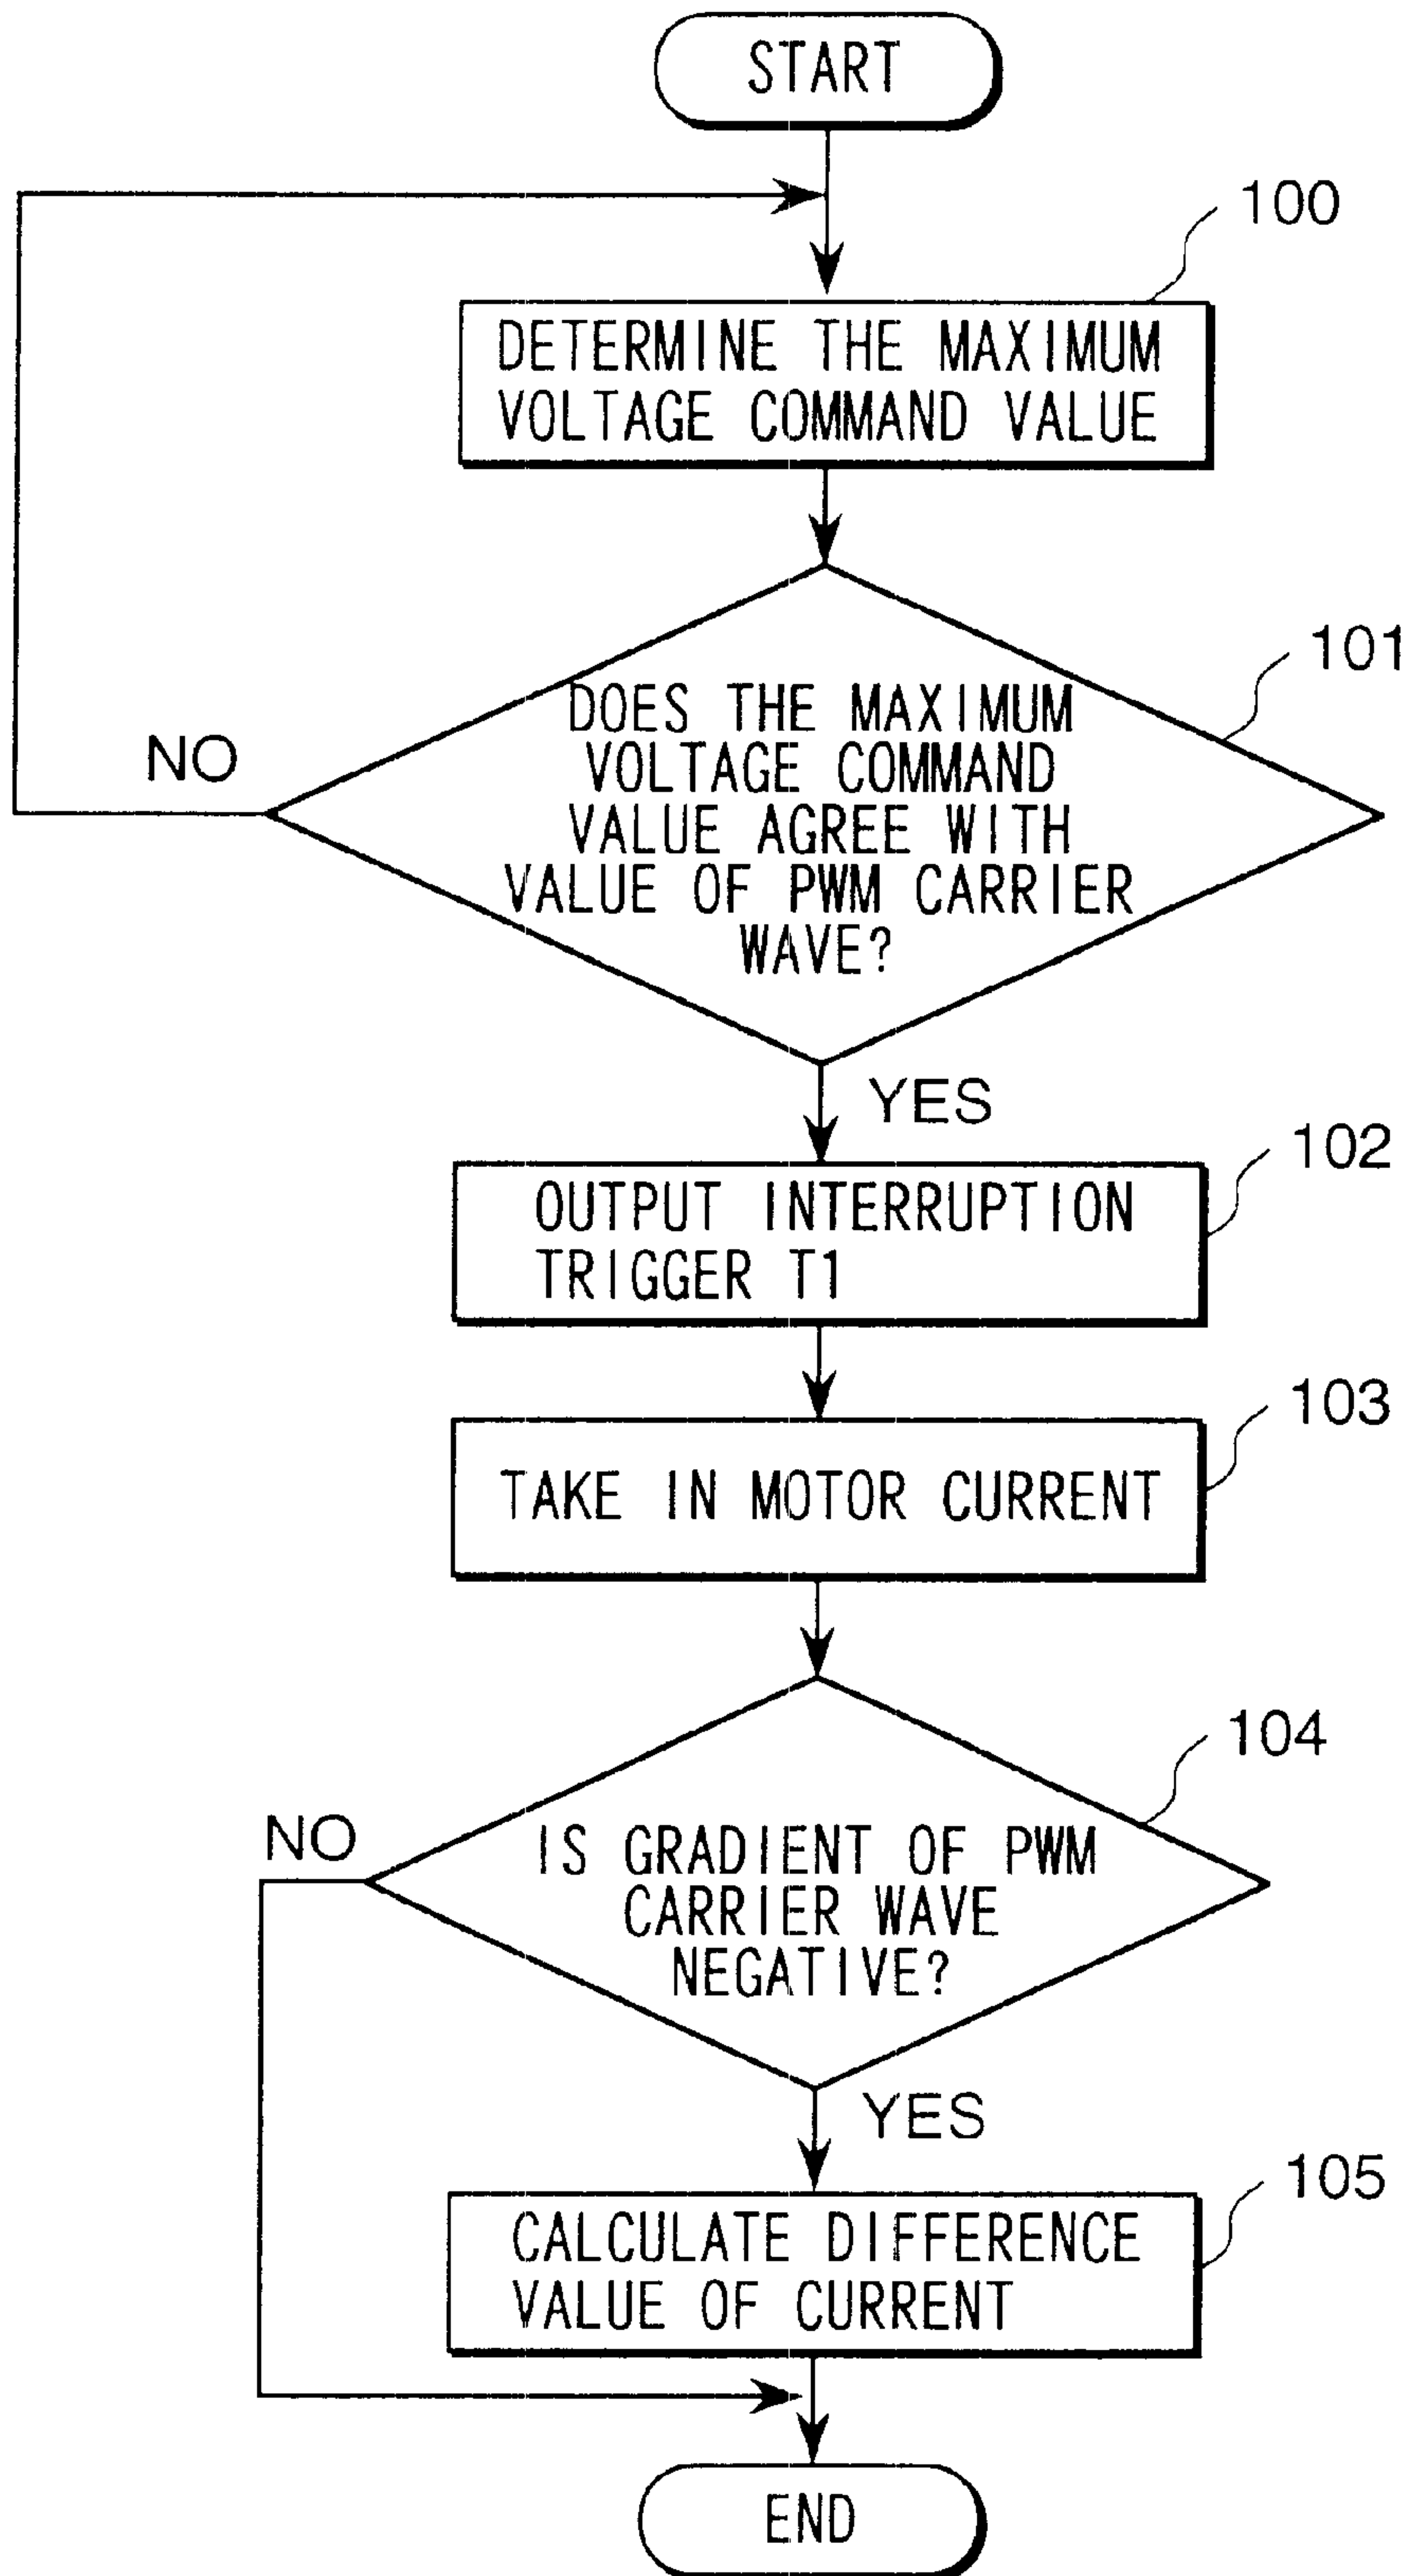 START
100
DETERMINE THE MAXIMUM
VOLTAGE COMMAND VALUE
101
DOES THE MAXIMUM
VOLTAGE COMMAND
VALUE AGREE WITH
VALUE OF PWM CARRIER
WAVE?
NO
YES
102
OUTPUT INTERRUPTION
TRIGGER T1
103
TAKE IN MOTOR CURRENT
104
NO
IS GRADIENT OF PWM
CARRIER WAVE
NEGATIVE?
YES
105
CALCULATE DIFFERENCE
VALUE OF CURRENT
END